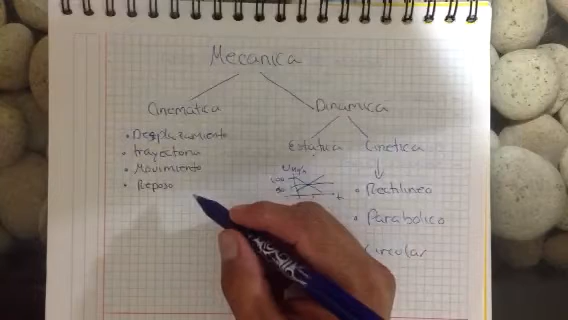 Mecanica
Cinematica
Dinamica
• Desplazamiento
• trayectoria
• Movimiento
• Reposo
Estatica
Cinetica
• Rectilineo
• Parabolico
Circular